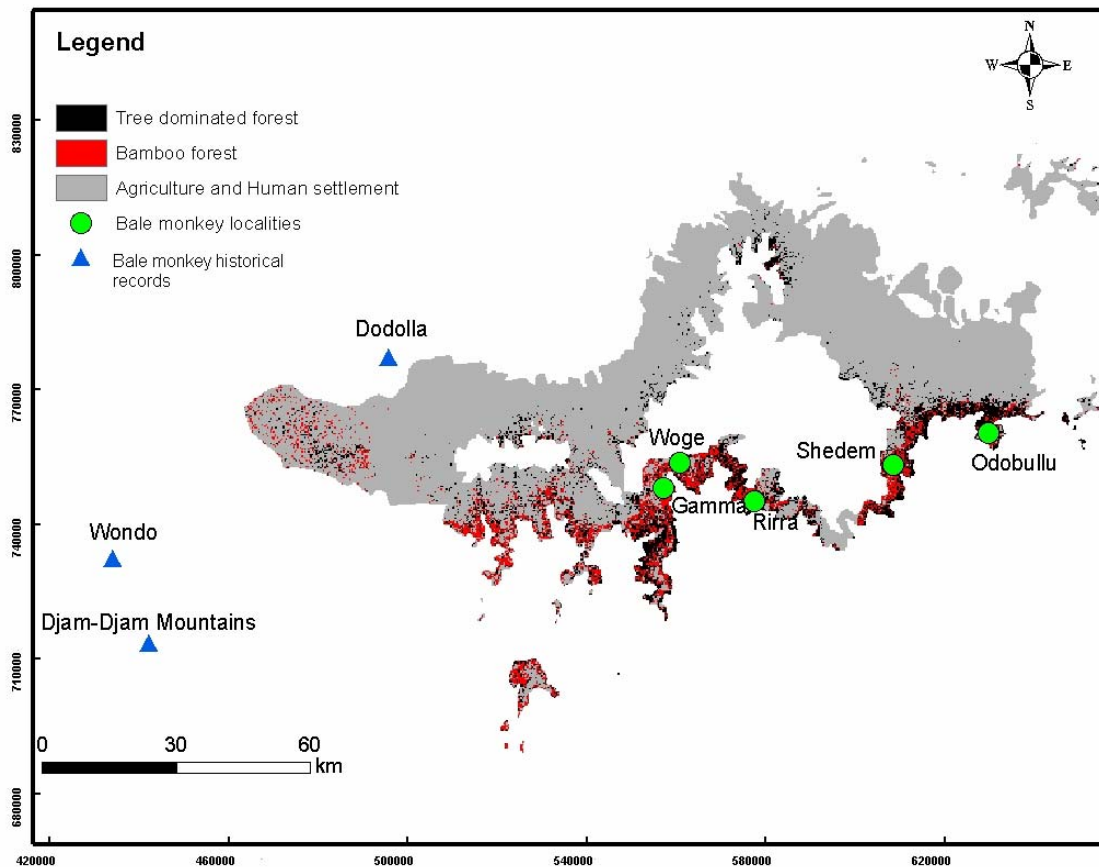 Legend
N
W E
S
Tree dominated forest
Bamboo forest
Agriculture and Human settlement
Bale monkey localities
Bale monkey historical
records
Dodolla
Woge
Shedem
Odobullu
Gamma
Rirra
Wondo
Djam-Djam Mountains
0 30 60
km
830000
800000
770000
740000
710000
680000
420000 460000 500000 540000 580000 620000